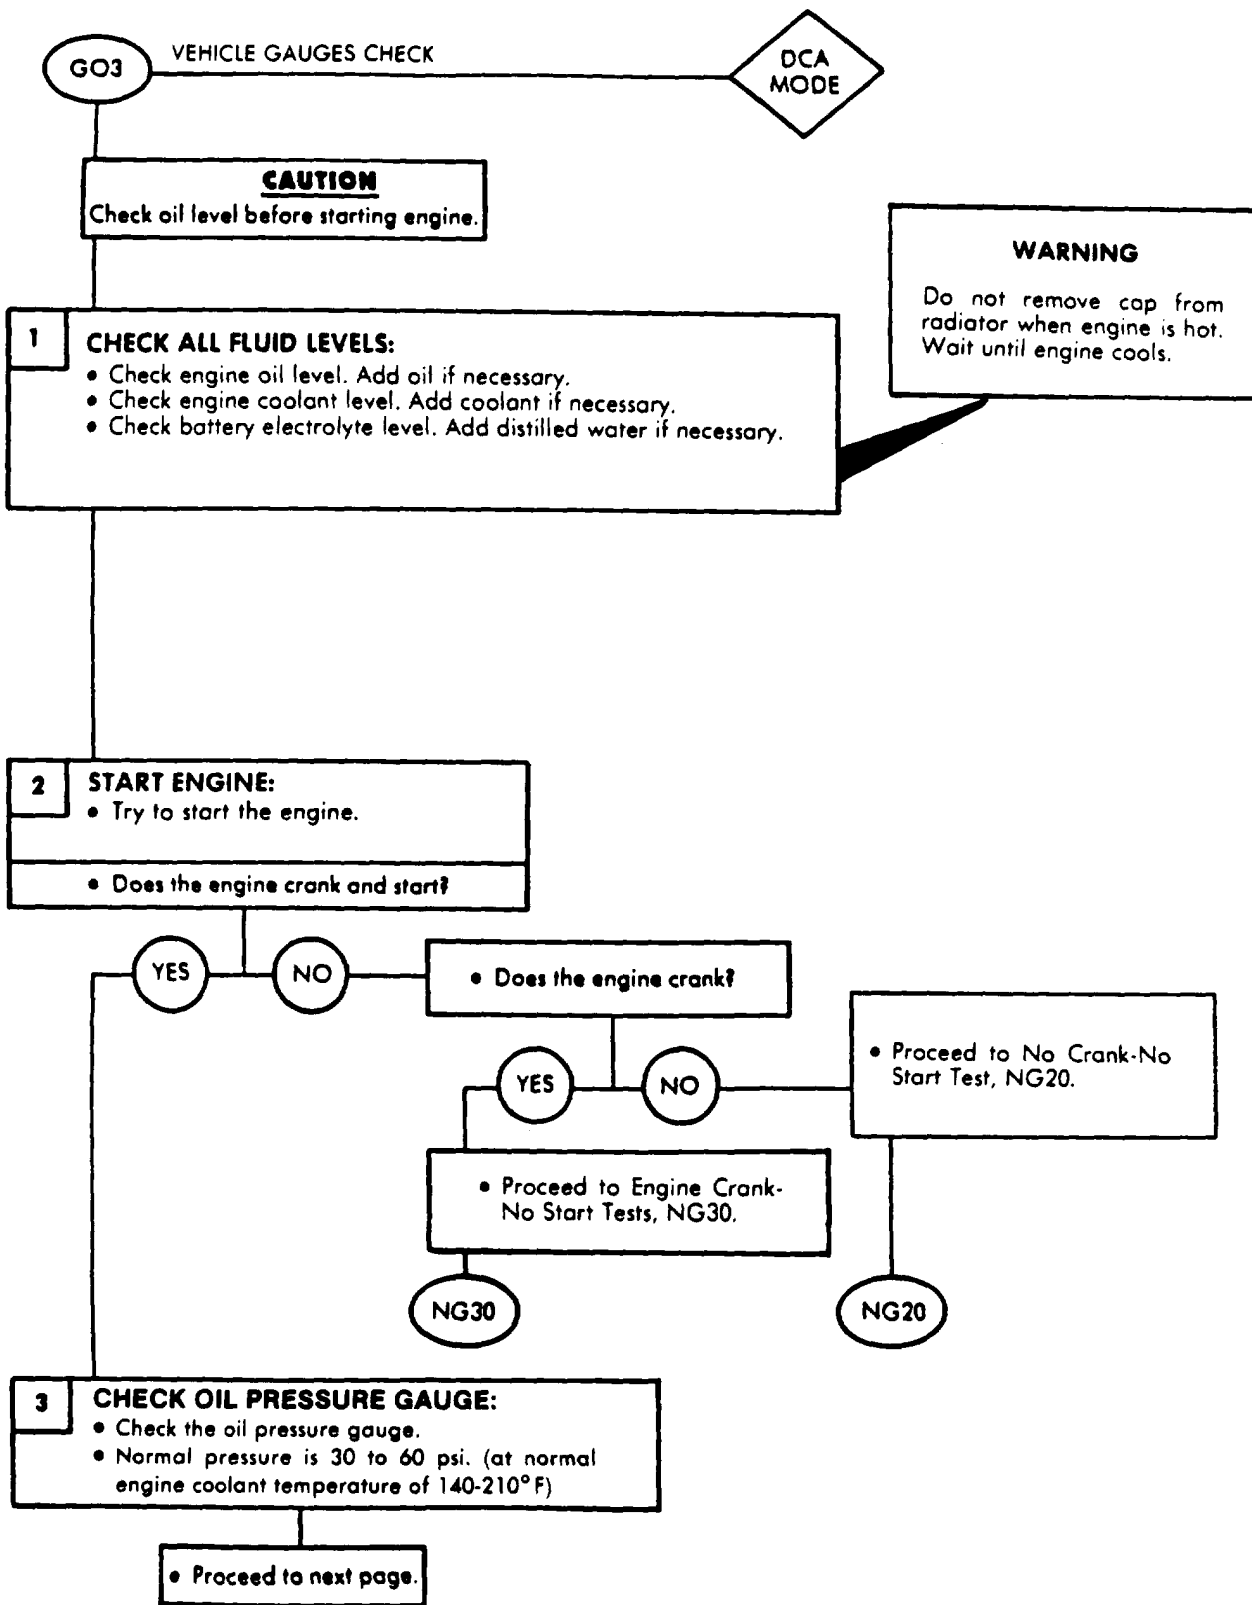 GO3
VEHICLE GAUGES CHECK
DCA
MODE
CAUTION
Check oil level before starting engine.
WARNING
Do not remove cap from
radiator when engine is hot.
Wait until engine cools.
1
CHECK ALL FLUID LEVELS:
• Check engine oil level. Add oil if necessary.
• Check engine coolant level. Add coolant if necessary.
• Check battery electrolyte level. Add distilled water if necessary.
2
START ENGINE:
• Try to start the engine.
• Does the engine crank and start?
YES
NO
• Does the engine crank?
YES
NO
• Proceed to No Crank-No
Start Test, NG20.
• Proceed to Engine Crank-
No Start Tests, NG30.
NG30
NG20
3
CHECK OIL PRESSURE GAUGE:
• Check the oil pressure gauge.
• Normal pressure is 30 to 60 psi. (at normal
engine coolant temperature of 140-210°F)
• Proceed to next page.